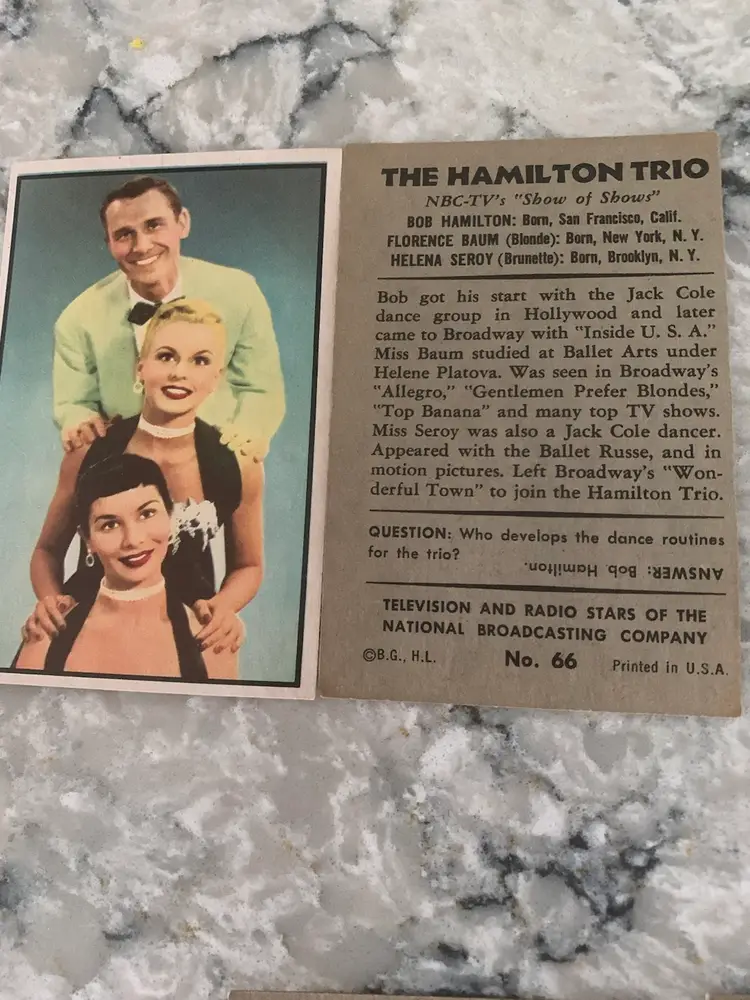 THE HAMILTON TRIO
NBC-TV's "Show of Shows"
BOB HAMILTON: Born, San Francisco, Calif.
FLORENCE BAUM (Blonde): Born, New York, N. Y.
HELENA SEROY (Brunette): Born, Brooklyn, N. Y.
Bob got his start with the Jack Cole
dance group in Hollywood and later
came to Broadway with "Inside U. S. A."
Miss Baum studied at Ballet Arts under
Helene Platova. Was seen in Broadway's
"Allegro," "Gentlemen Prefer Blondes,"
"Top Banana" and many top TV shows.
Miss Seroy was also a Jack Cole dancer.
Appeared with the Ballet Russe, and in
motion pictures. Left Broadway's "Won-
derful Town" to join the Hamilton Trio.
QUESTION: Who develops the dance routines
for the trio?
ANSWER: Bob Hamilton.
TELEVISION AND RADIO STARS OF THE
NATIONAL BROADCASTING COMPANY
©B.G., H.L. No. 66 Printed in U.S.A.